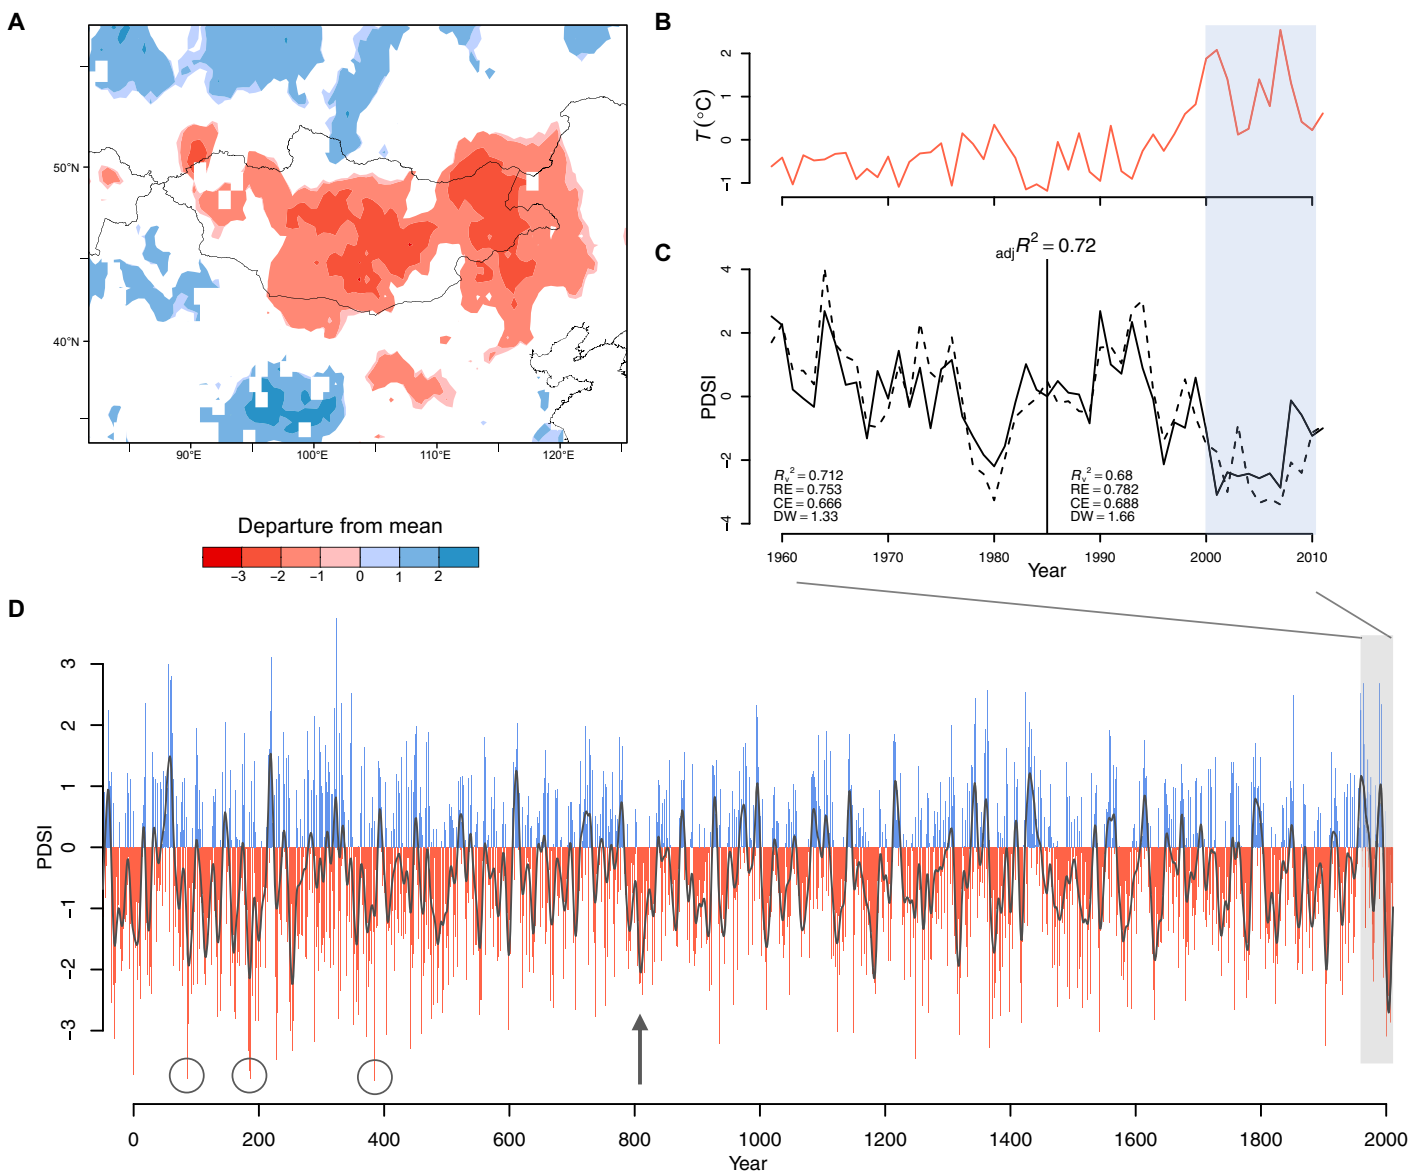 A
50°N
40°N
90°E 100°E 110°E 120°E
Departure from mean
−3 −2 −1 0 1 2
B
T (°C)
2
1
0
−1
C
adjR² = 0.72
PDSI
4
2
0
−2
−4
Rv² = 0.712
RE = 0.753
CE = 0.666
DW = 1.33
Rv² = 0.68
RE = 0.782
CE = 0.688
DW = 1.66
1960 1970 1980 1990 2000 2010
Year
D
PDSI
3
2
1
0
−1
−2
−3
0 200 400 600 800 1000 1200 1400 1600 1800 2000
Year